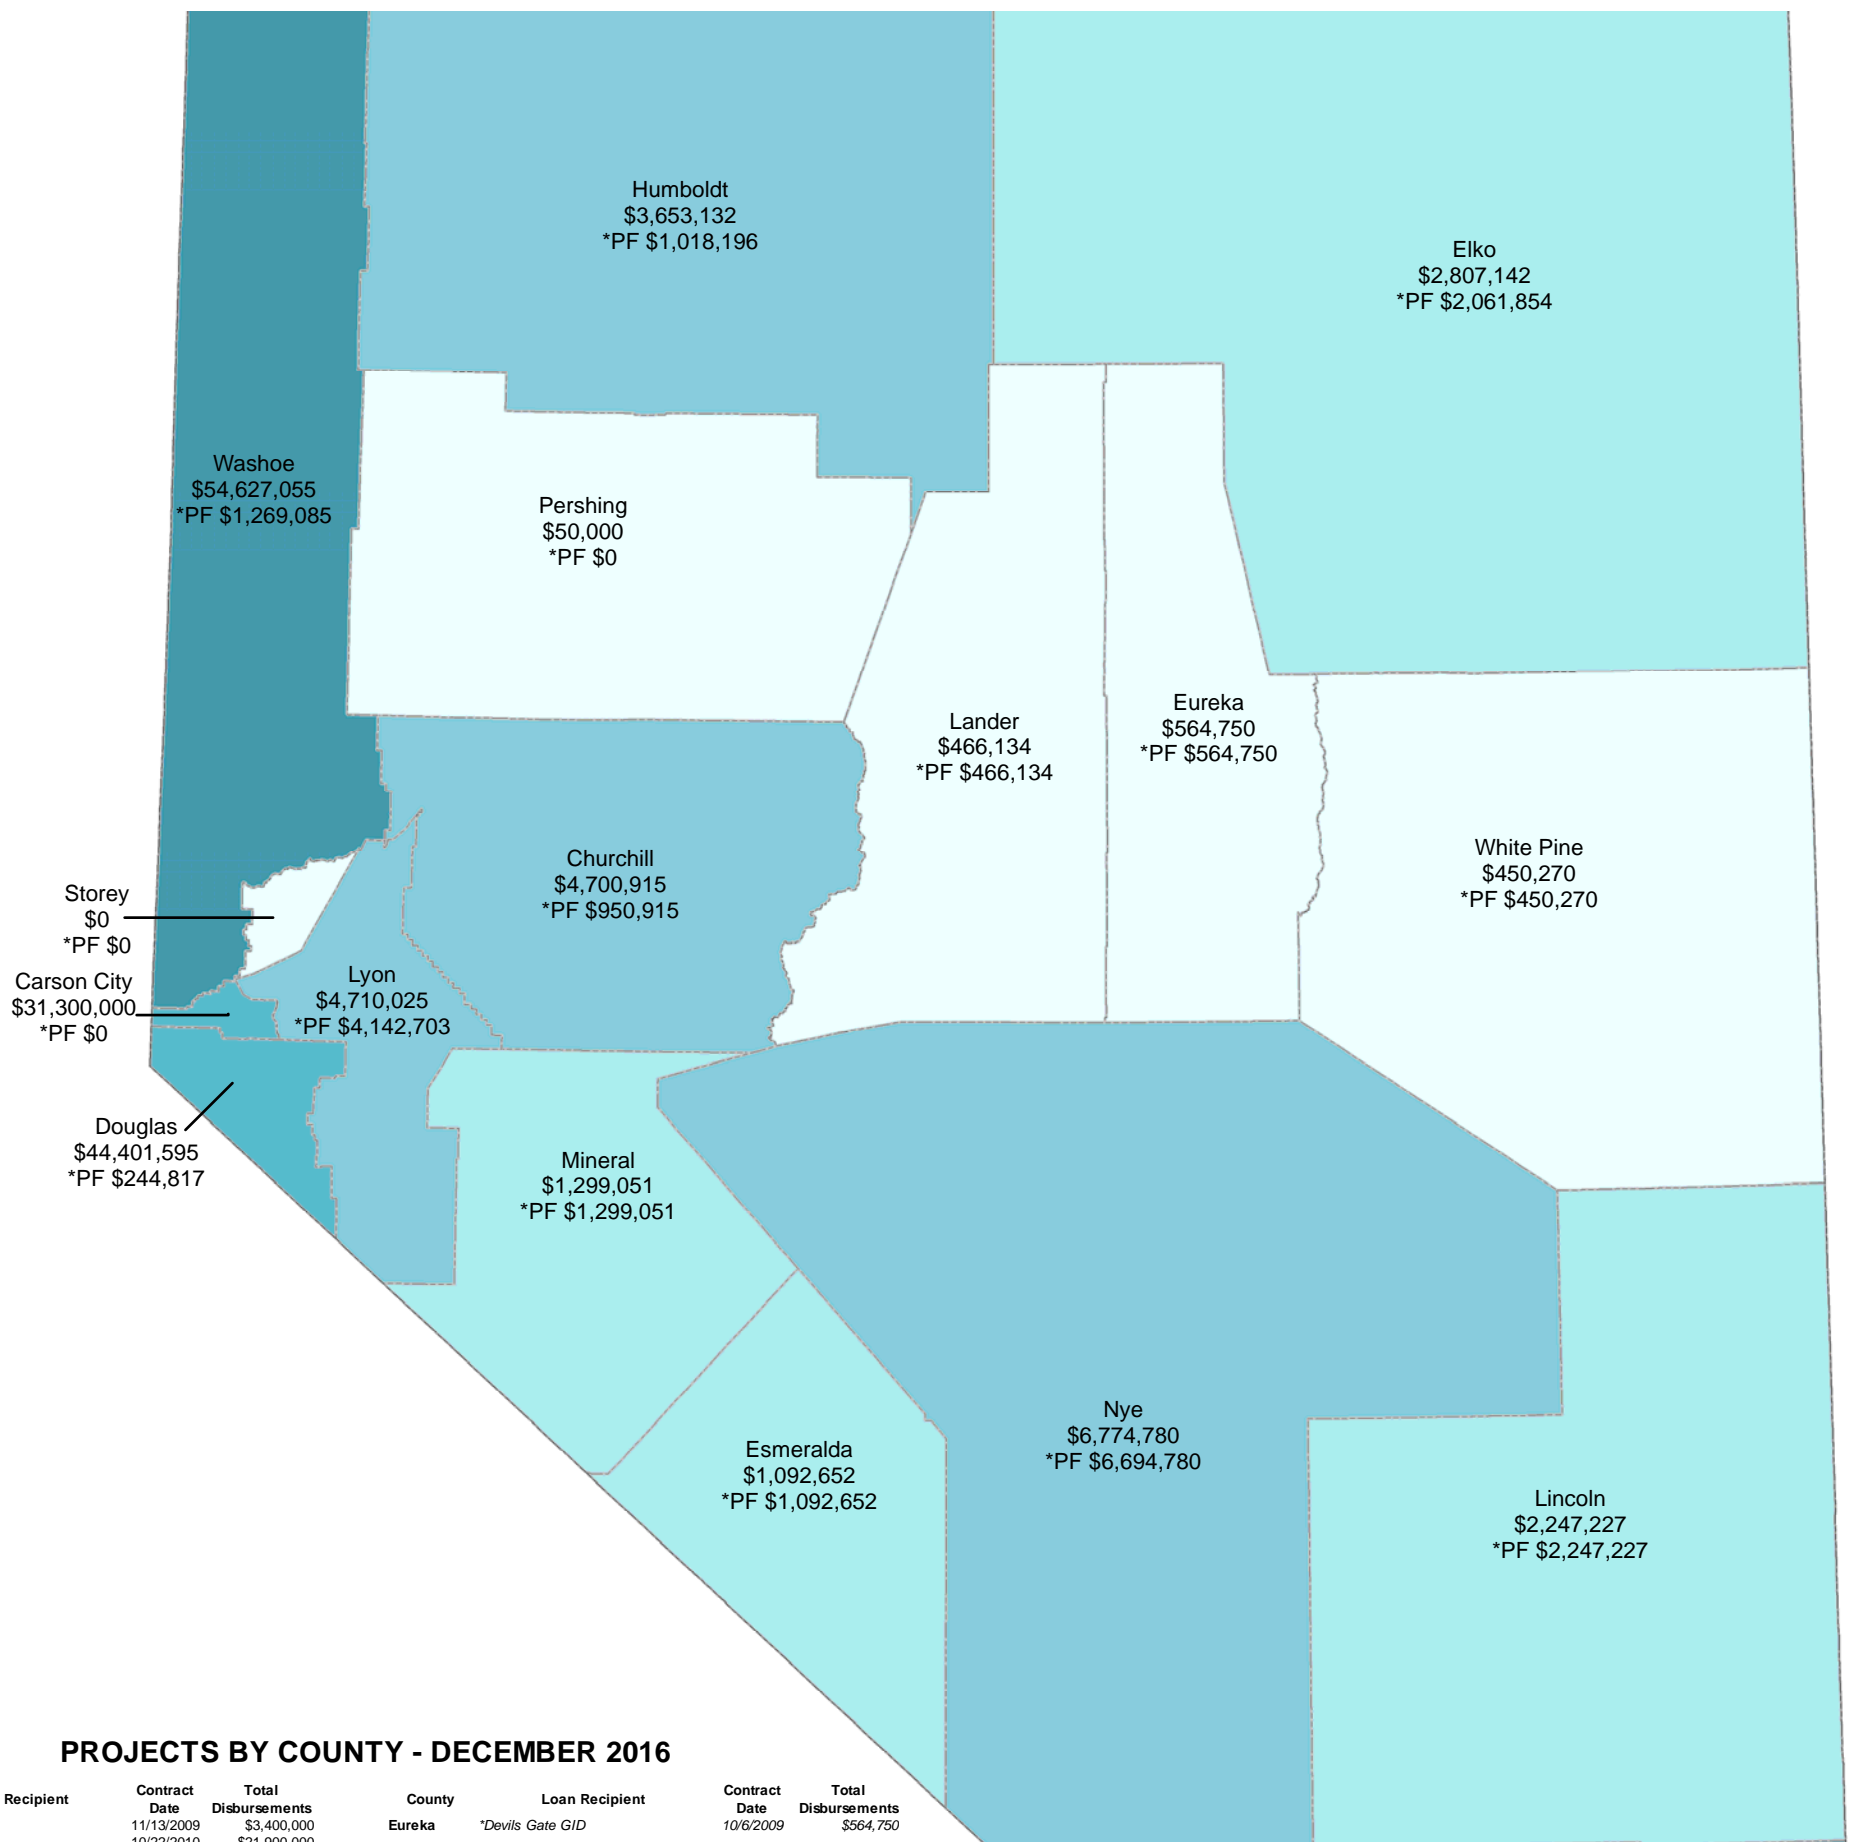 Humboldt
$3,653,132
*PF $1,018,196
Elko
$2,807,142
*PF $2,061,854
Washoe
$54,627,055
*PF $1,269,085
Pershing
$50,000
*PF $0
Lander
$466,134
*PF $466,134
Eureka
$564,750
*PF $564,750
White Pine
$450,270
*PF $450,270
Churchill
$4,700,915
*PF $950,915
Storey
$0
*PF $0
Carson City
$31,300,000
*PF $0
Lyon
$4,710,025
*PF $4,142,703
Douglas
$44,401,595
*PF $244,817
Mineral
$1,299,051
*PF $1,299,051
Esmeralda
$1,092,652
*PF $1,092,652
Nye
$6,774,780
*PF $6,694,780
Lincoln
$2,247,227
*PF $2,247,227
PROJECTS BY COUNTY - DECEMBER 2016
Recipient Contract Date Total Disbursements County Loan Recipient Contract Date Total Disbursements
11/13/2009 $3,400,000 Eureka *Devils Gate GID 10/6/2009 $564,750
10/22/2010 $21,900,000